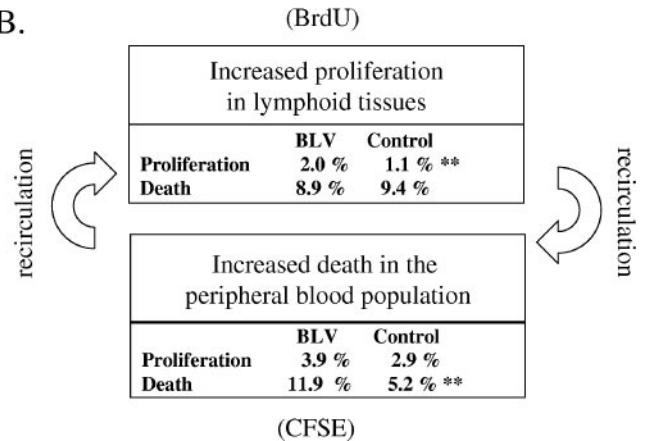 B.
(BrdU)
Increased proliferation
in lymphoid tissues
BLV Control
Proliferation 2.0 % 1.1 % **
Death 8.9 % 9.4 %
recirculation
recirculation
Increased death in the
peripheral blood population
BLV Control
Proliferation 3.9 % 2.9 %
Death 11.9 % 5.2 % **
(CFSE)